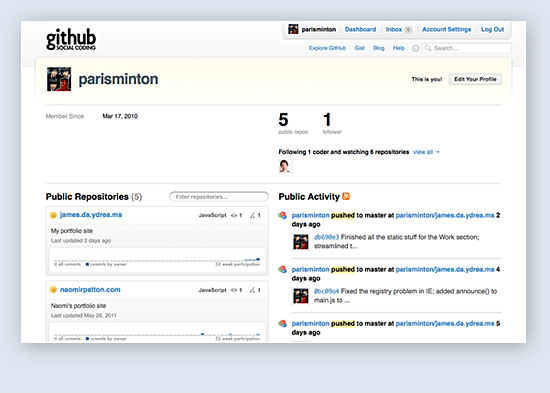 github
SOCIAL CODING
parisminton Dashboard Inbox 0 Account Settings Log Out
Explore GitHub Gist Blog Help Search...
parisminton
This is you! Edit Your Profile
Member Since Mar 17, 2010
5 public repos
1 follower
Following 1 coder and watching 6 repositories view all →
Public Repositories (5)
Filter repositories...
james.da.ydrea.ms JavaScript 1 1
My portfolio site
Last updated 2 days ago
all commits commits by owner 52 week participation
naomirpatton.com JavaScript 1 1
Naomi's portfolio site
Last updated May 26, 2011
all commits commits by owner 52 week participation
Public Activity
parisminton pushed to master at parisminton/james.da.ydrea.ms 2
days ago
db690e3 Finished all the static stuff for the Work section;
streamlined t...
parisminton pushed to master at parisminton/james.da.ydrea.ms 4
days ago
0bc09a4 Fixed the registry problem in IE; added announce() to
main.js to ...
parisminton pushed to master at parisminton/james.da.ydrea.ms 5
days ago